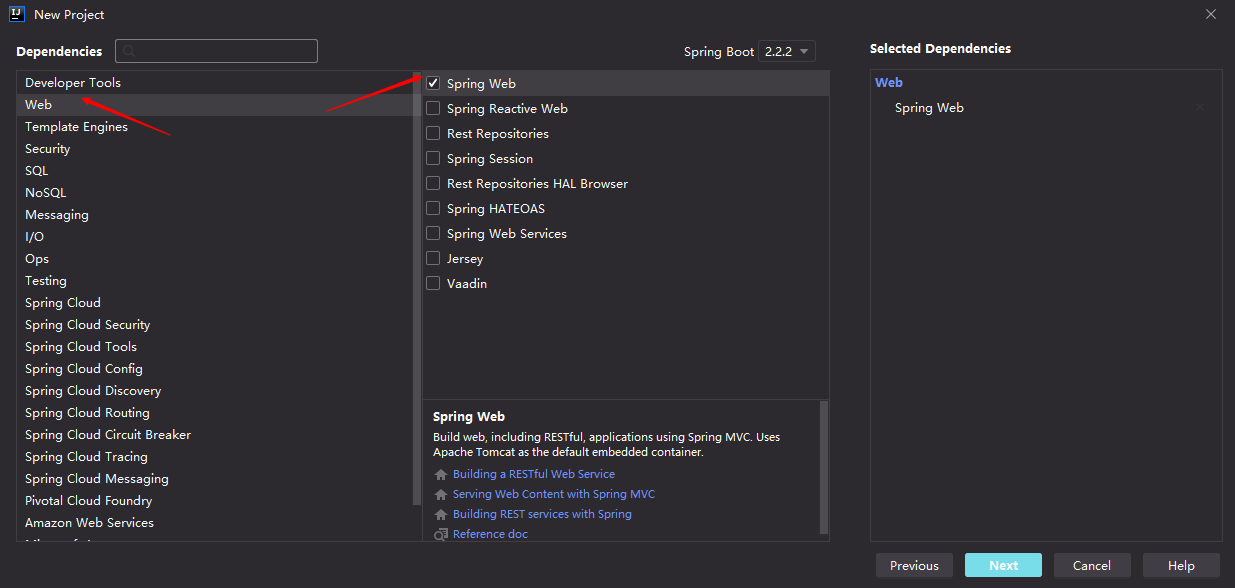 New Project
Dependencies
Spring Boot 2.2.2
Selected Dependencies
Developer Tools
Web
Template Engines
Security
SQL
NoSQL
Messaging
I/O
Ops
Testing
Spring Cloud
Spring Cloud Security
Spring Cloud Tools
Spring Cloud Config
Spring Cloud Discovery
Spring Cloud Routing
Spring Cloud Circuit Breaker
Spring Cloud Tracing
Spring Cloud Messaging
Pivotal Cloud Foundry
Amazon Web Services
Spring Web
Spring Reactive Web
Rest Repositories
Spring Session
Rest Repositories HAL Browser
Spring HATEOAS
Spring Web Services
Jersey
Vaadin
Spring Web
Build web, including RESTful, applications using Spring MVC. Uses
Apache Tomcat as the default embedded container.
Building a RESTful Web Service
Serving Web Content with Spring MVC
Building REST services with Spring
Reference doc
Web
Spring Web
Previous
Next
Cancel
Help